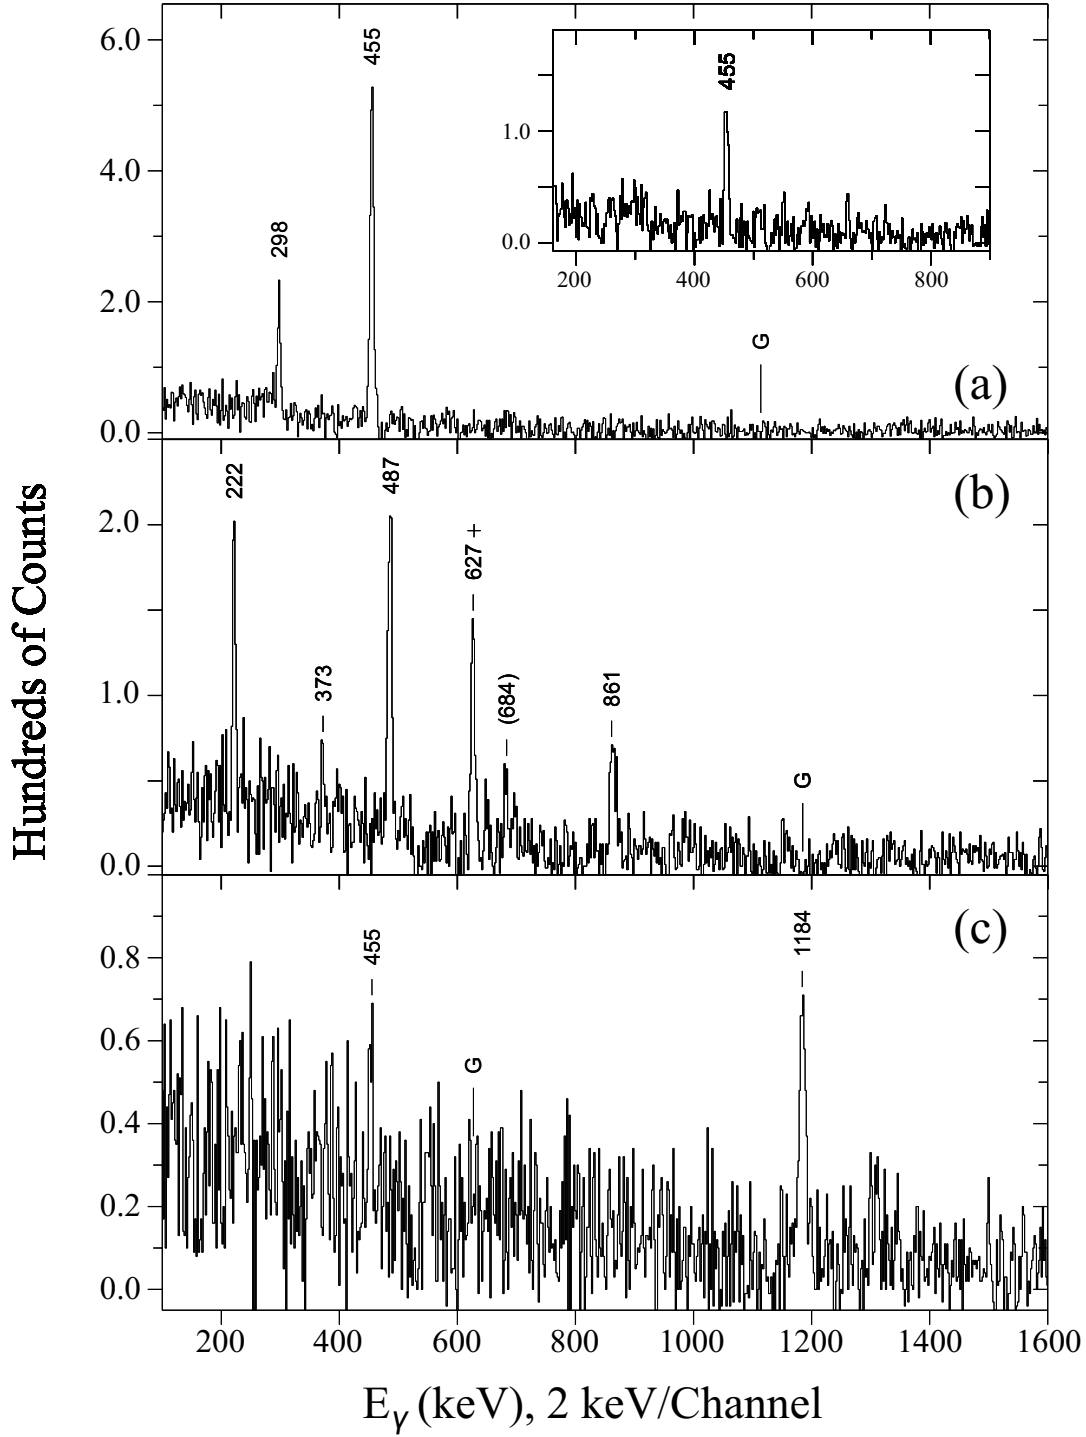 Hundreds of Counts
6.0
4.0
2.0
0.0
298
455
G
(a)
1.0
0.0
455
200 400 600 800
2.0
1.0
0.0
222
373
487
627 +
(684)
861
G
(b)
0.8
0.6
0.4
0.2
0.0
455
G
1184
(c)
200 400 600 800 1000 1200 1400 1600
Eγ (keV), 2 keV/Channel